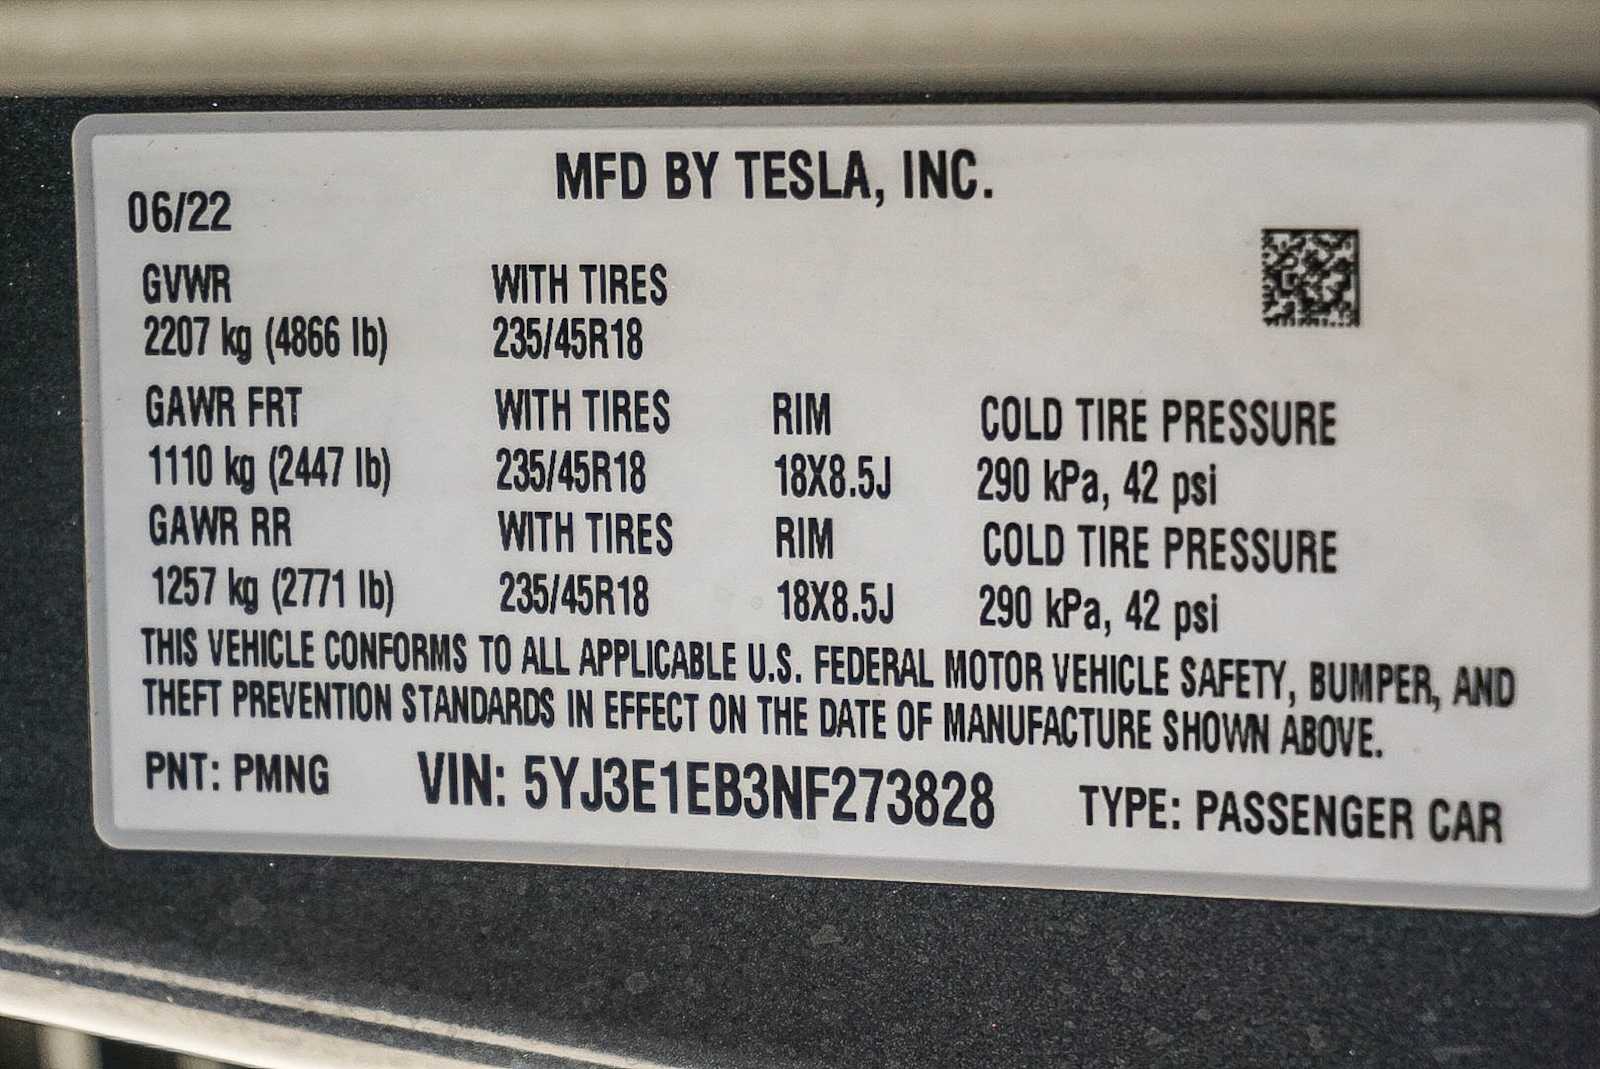 MFD BY TESLA, INC.
06/22
GVWR WITH TIRES
2207 kg (4866 lb) 235/45R18
GAWR FRT WITH TIRES RIM COLD TIRE PRESSURE
1110 kg (2447 lb) 235/45R18 18X8.5J 290 kPa, 42 psi
GAWR RR WITH TIRES RIM COLD TIRE PRESSURE
1257 kg (2771 lb) 235/45R18 18X8.5J 290 kPa, 42 psi
THIS VEHICLE CONFORMS TO ALL APPLICABLE U.S. FEDERAL MOTOR VEHICLE SAFETY, BUMPER, AND
THEFT PREVENTION STANDARDS IN EFFECT ON THE DATE OF MANUFACTURE SHOWN ABOVE.
PNT: PMNG VIN: 5YJ3E1EB3NF273828 TYPE: PASSENGER CAR